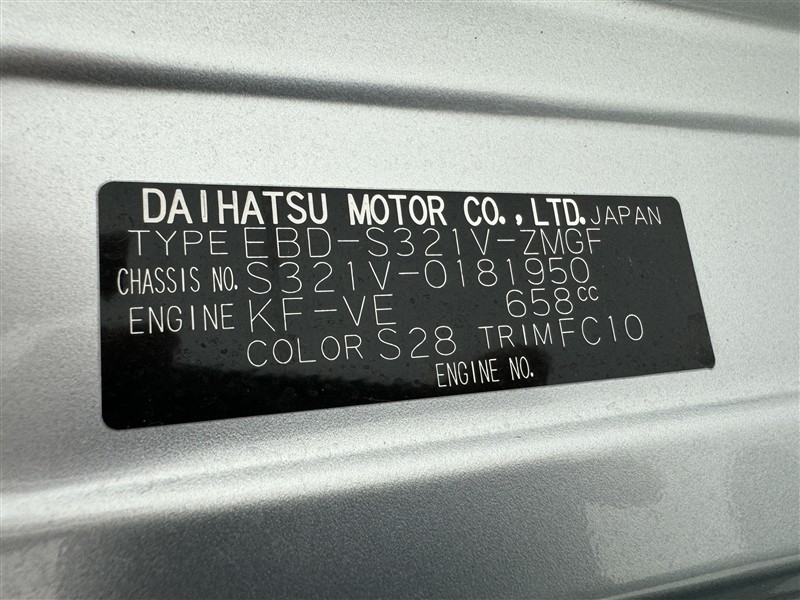 DAIHATSU MOTOR CO.,LTD. JAPAN
TYPE EBD-S321V-ZMGF
CHASSIS NO. S321V-0181950
ENGINE KF-VE 658cc
COLOR S28 TRIM FC10
ENGINE NO.